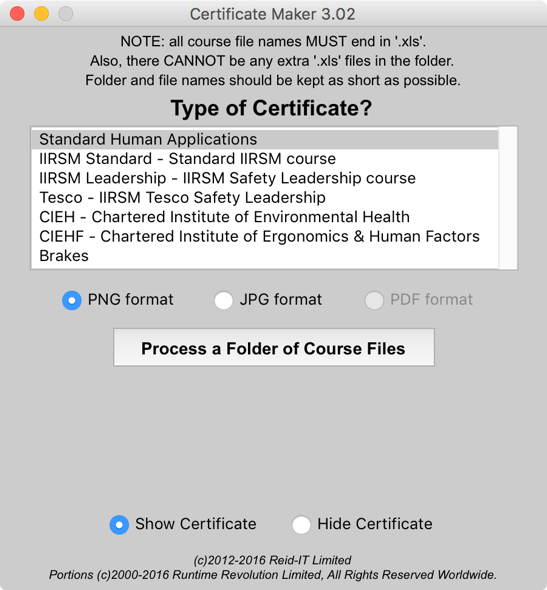 Certificate Maker 3.02
NOTE: all course file names MUST end in '.xls'.
Also, there CANNOT be any extra '.xls' files in the folder.
Folder and file names should be kept as short as possible.
Type of Certificate?
Standard Human Applications
IIRSM Standard - Standard IIRSM course
IIRSM Leadership - IIRSM Safety Leadership course
Tesco - IIRSM Tesco Safety Leadership
CIEH - Chartered Institute of Environmental Health
CIEHF - Chartered Institute of Ergonomics & Human Factors
Brakes
PNG format JPG format PDF format
Process a Folder of Course Files
Show Certificate Hide Certificate
(c)2012-2016 Reid-IT Limited
Portions (c)2000-2016 Runtime Revolution Limited, All Rights Reserved Worldwide.